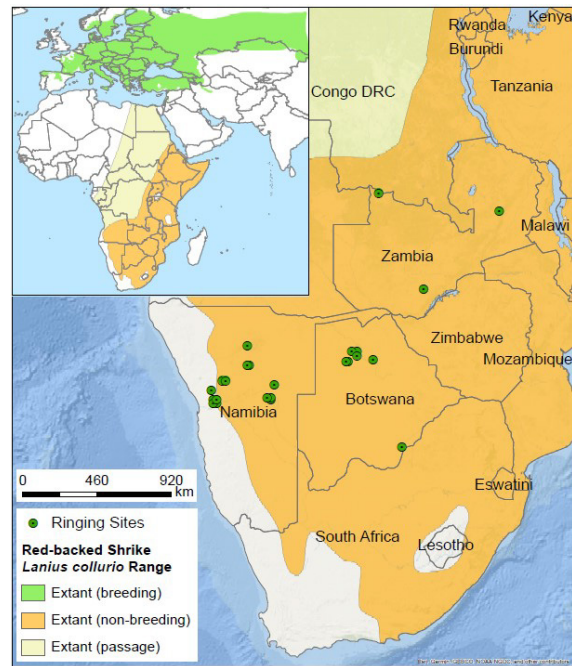 Rwanda
Kenya
Burundi
Congo DRC
Tanzania
Malawi
Zambia
Zimbabwe
Mozambique
Namibia
Botswana
0 460 920
km
Eswatini
South Africa
Lesotho
Ringing Sites
Red-backed Shrike
Lanius collurio Range
Extant (breeding)
Extant (non-breeding)
Extant (passage)